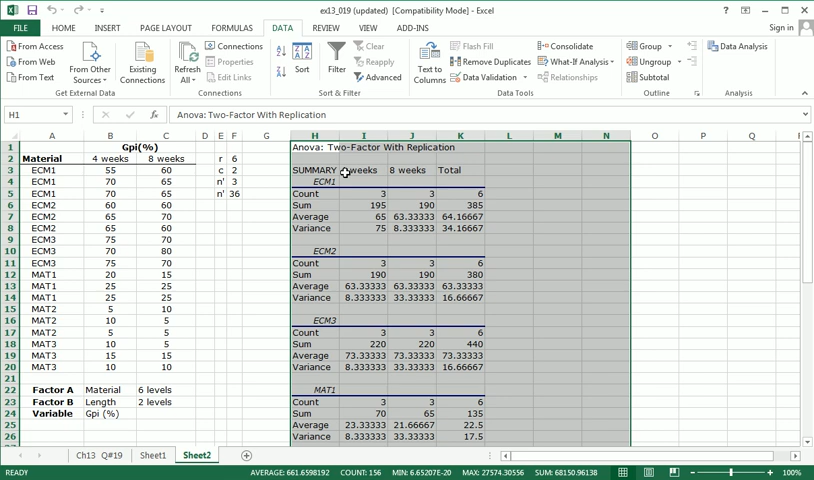 ex13_019 (updated) [Compatibility Mode] - Excel
FILE HOME INSERT PAGE LAYOUT FORMULAS DATA REVIEW VIEW ADD-INS Sign in
From Access
From Web
From Text
From Other Sources
Existing Connections
Get External Data
Refresh All
Connections
Properties
Edit Links
Connections
Sort
Filter
Clear
Reapply
Advanced
Sort & Filter
Text to Columns
Flash Fill
Remove Duplicates
Data Validation
Consolidate
What-If Analysis
Relationships
Data Tools
Group
Ungroup
Subtotal
Outline
Data Analysis
Analysis
H1 Anova: Two-Factor With Replication
A B C D E F G H I J K L M N O P Q
1 Gpi(%) Anova: Two-Factor With Replication
2 Material 4 weeks 8 weeks r 6
3 ECM1 55 60 c 2 SUMMARY weeks 8 weeks Total
4 ECM1 70 65 n' 3 ECM1
5 ECM1 70 65 n' 36 Count 3 3 6
6 ECM2 60 60 Sum 195 190 385
7 ECM2 65 70 Average 65 63.33333 64.16667
8 ECM2 65 60 Variance 75 8.333333 34.16667
9 ECM3 75 70
10 ECM3 70 80 ECM2
11 ECM3 75 70 Count 3 3 6
12 MAT1 20 15 Sum 190 190 380
13 MAT1 25 25 Average 63.33333 63.33333 63.33333
14 MAT1 25 25 Variance 8.333333 33.33333 16.66667
15 MAT2 5 10
16 MAT2 10 5 ECM3
17 MAT2 5 5 Count 3 3 6
18 MAT3 10 5 Sum 220 220 440
19 MAT3 15 15 Average 73.33333 73.33333 73.33333
20 MAT3 10 10 Variance 8.333333 33.33333 16.66667
21
22 Factor A Material 6 levels MAT1
23 Factor B Length 2 levels Count 3 3 6
24 Variable Gpi (%) Sum 70 65 135
25 Average 23.33333 21.66667 22.5
26 Variance 8.333333 33.33333 17.5
Ch13 Q#19 Sheet1 Sheet2
READY AVERAGE: 661.6598192 COUNT: 156 MIN: 6.65207E-20 MAX: 27574.30556 SUM: 68150.96138 100%